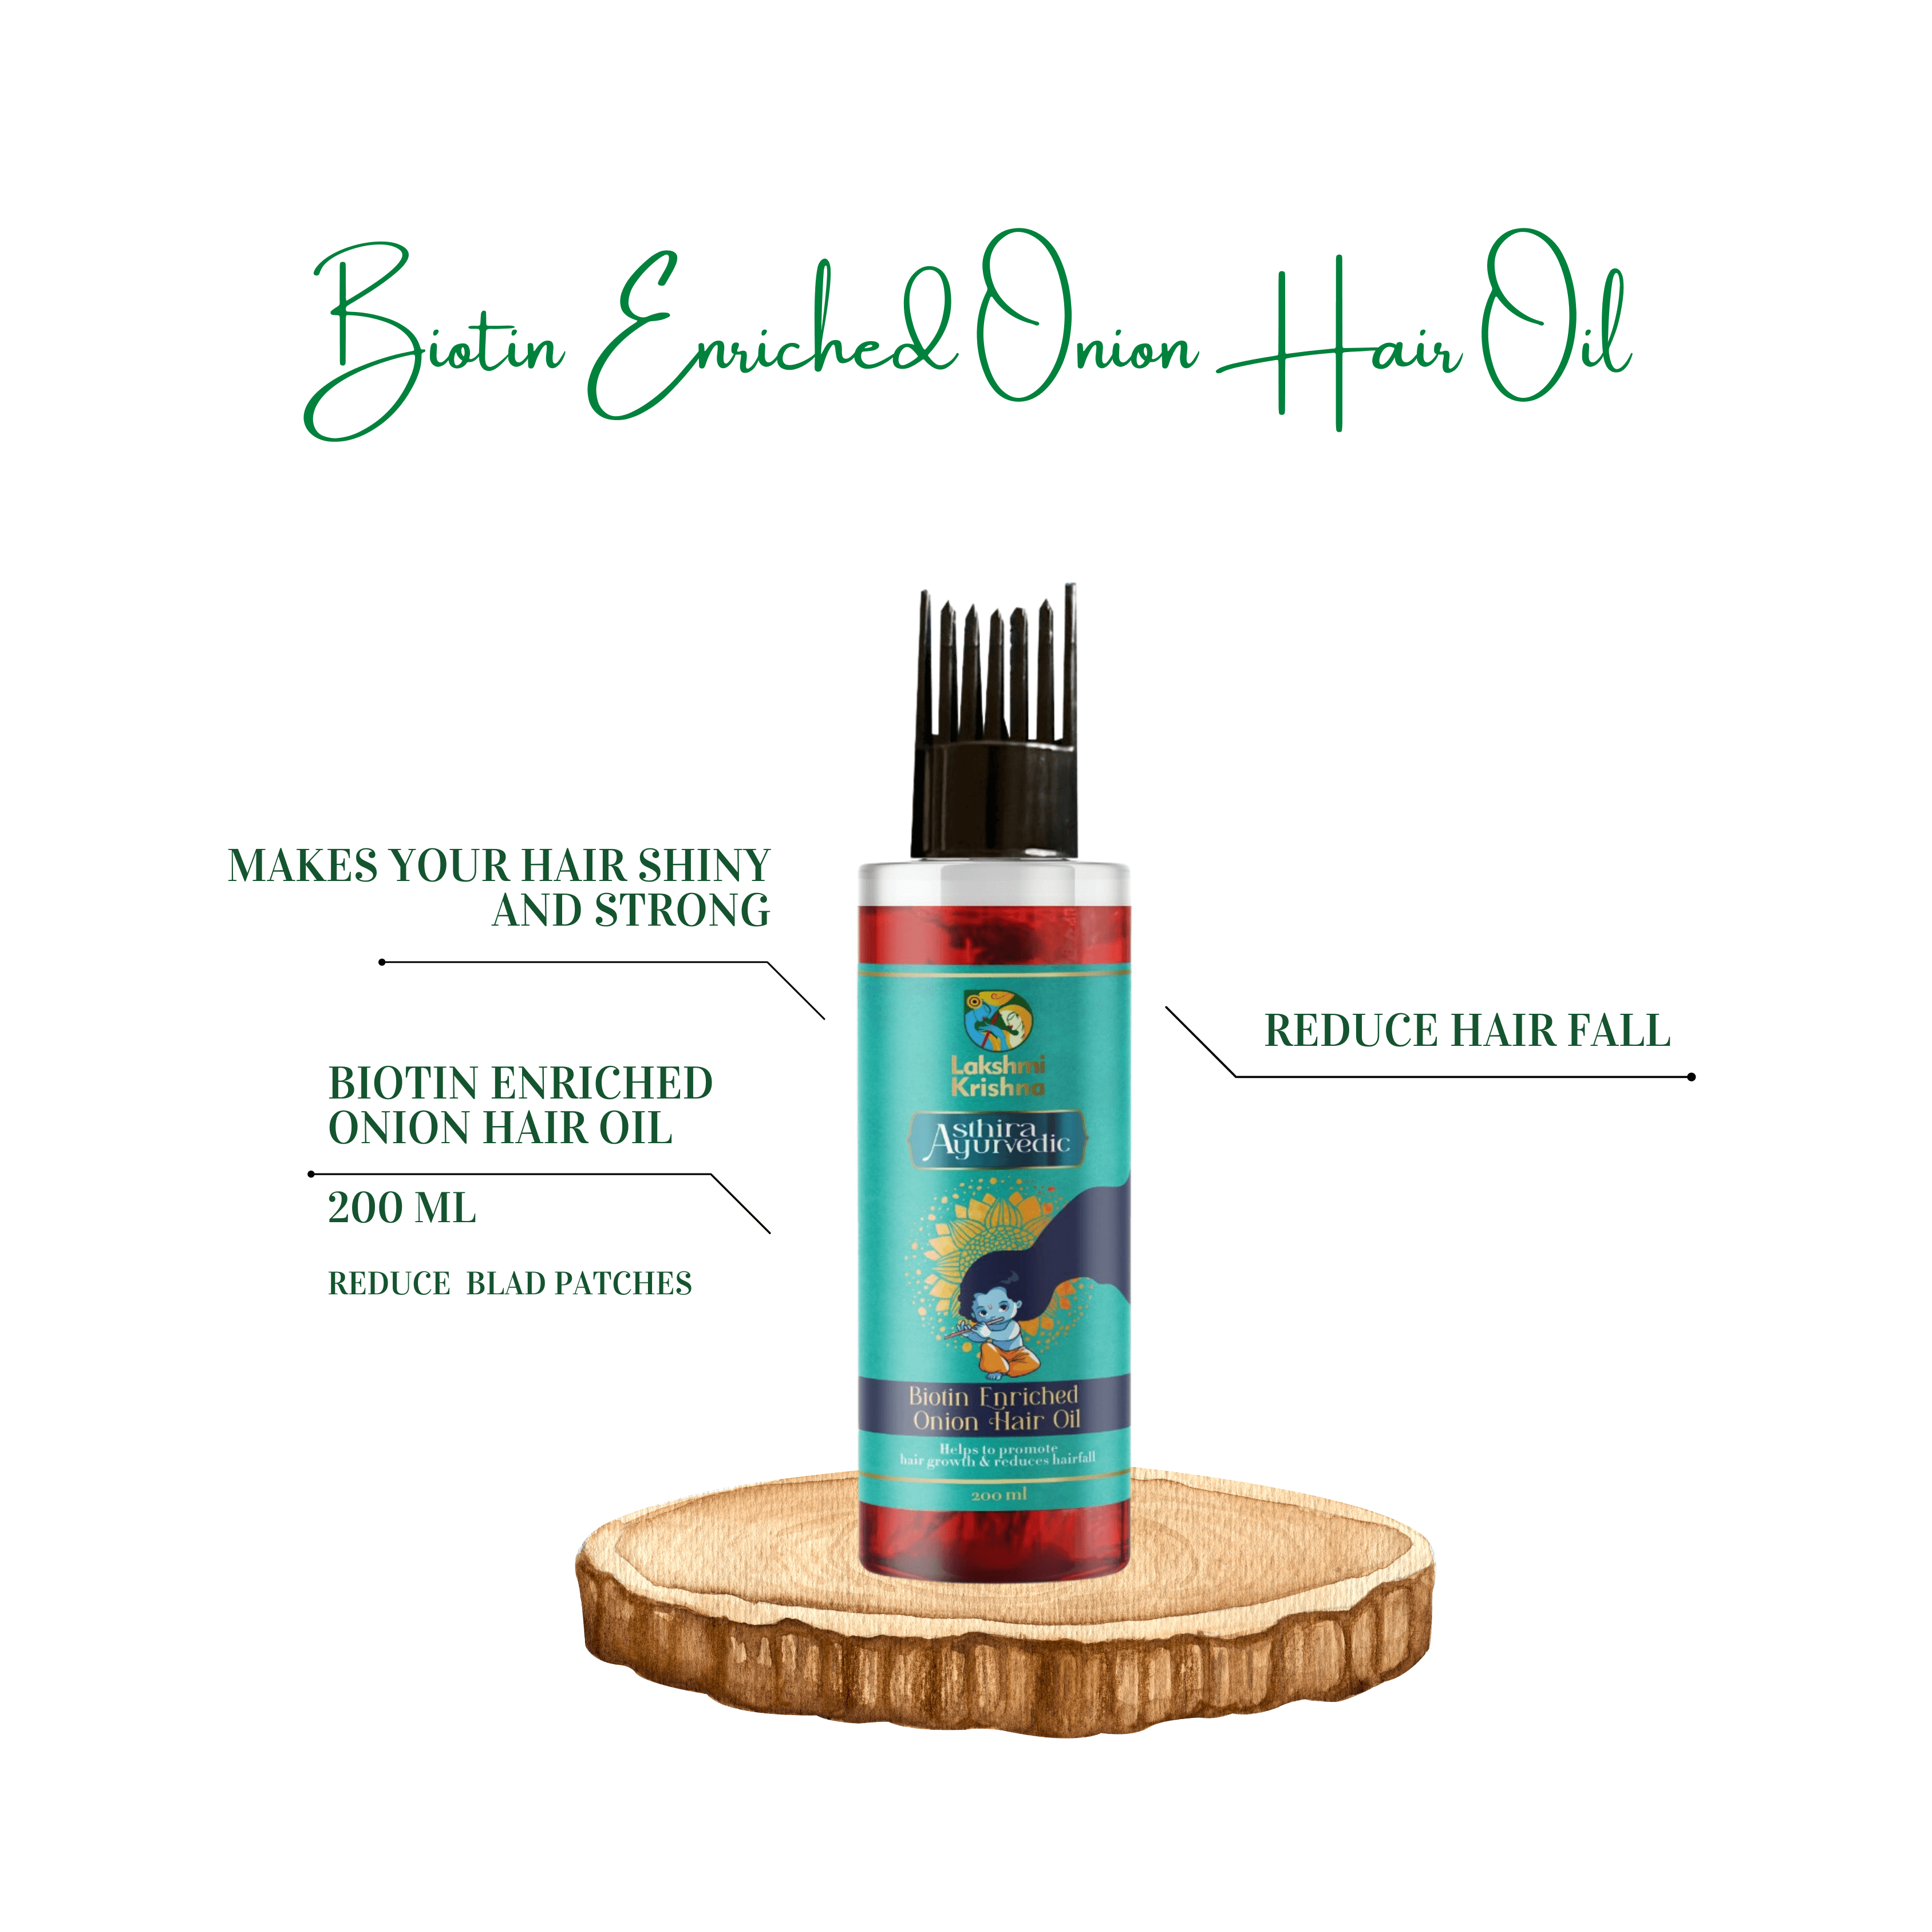 Biotin Enriched Onion Hair Oil
MAKES YOUR HAIR SHINY
AND STRONG
REDUCE HAIR FALL
BIOTIN ENRICHED
ONION HAIR OIL
200 ML
REDUCE BLAD PATCHES
Lakshmi
Krishna
Asthira
Ayurvedic
Biotin Enriched
Onion Hair Oil
Helps to promote
hair growth & reduces hairfall
200 ml